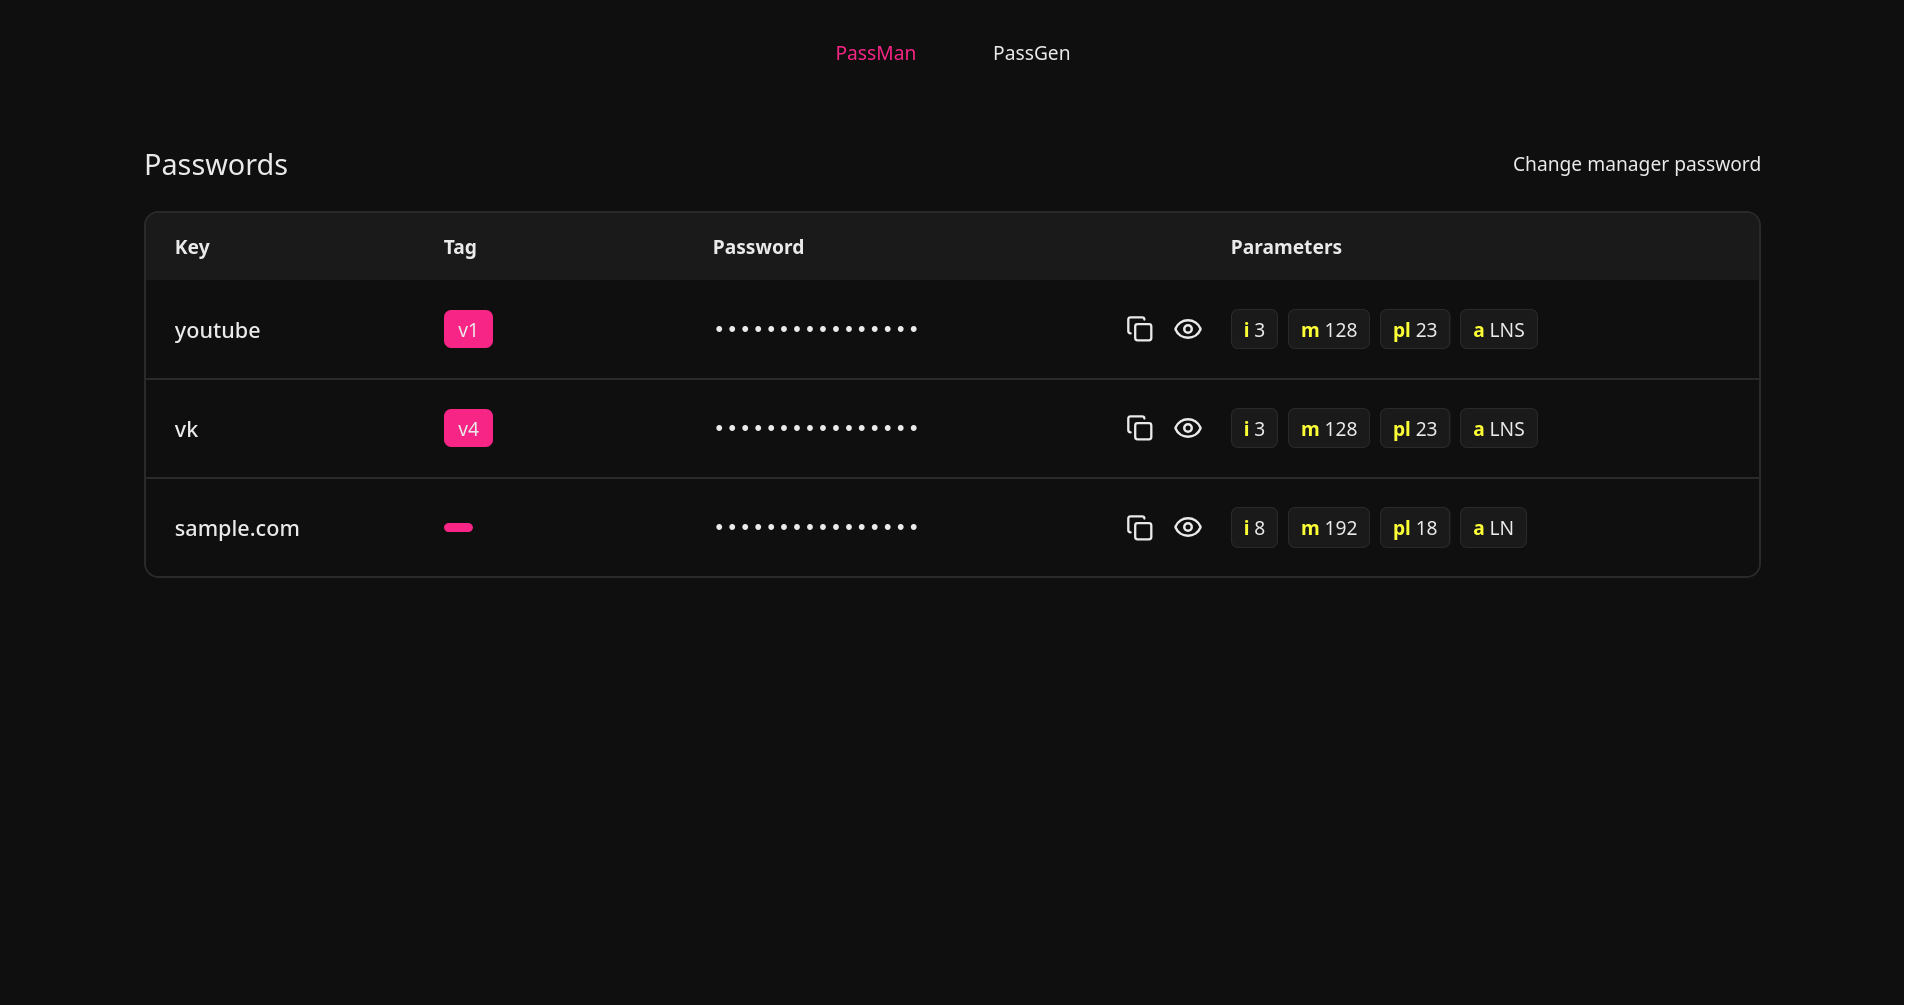 PassMan PassGen
Passwords Change manager password
Key Tag Password Parameters
youtube v1 •••••••••••••••• i 3 m 128 pl 23 a LNS
vk v4 •••••••••••••••• i 3 m 128 pl 23 a LNS
sample.com •••••••••••••••• i 8 m 192 pl 18 a LN